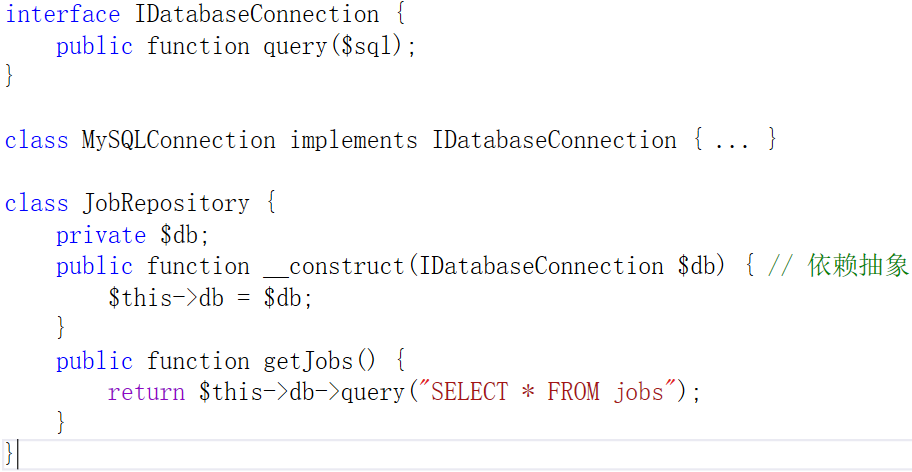 interface IDatabaseConnection {
    public function query($sql);
}

class MySQLConnection implements IDatabaseConnection { ... }

class JobRepository {
    private $db;
    public function __construct(IDatabaseConnection $db) { // 依赖抽象
        $this->db = $db;
    }
    public function getJobs() {
        return $this->db->query("SELECT * FROM jobs");
    }
}